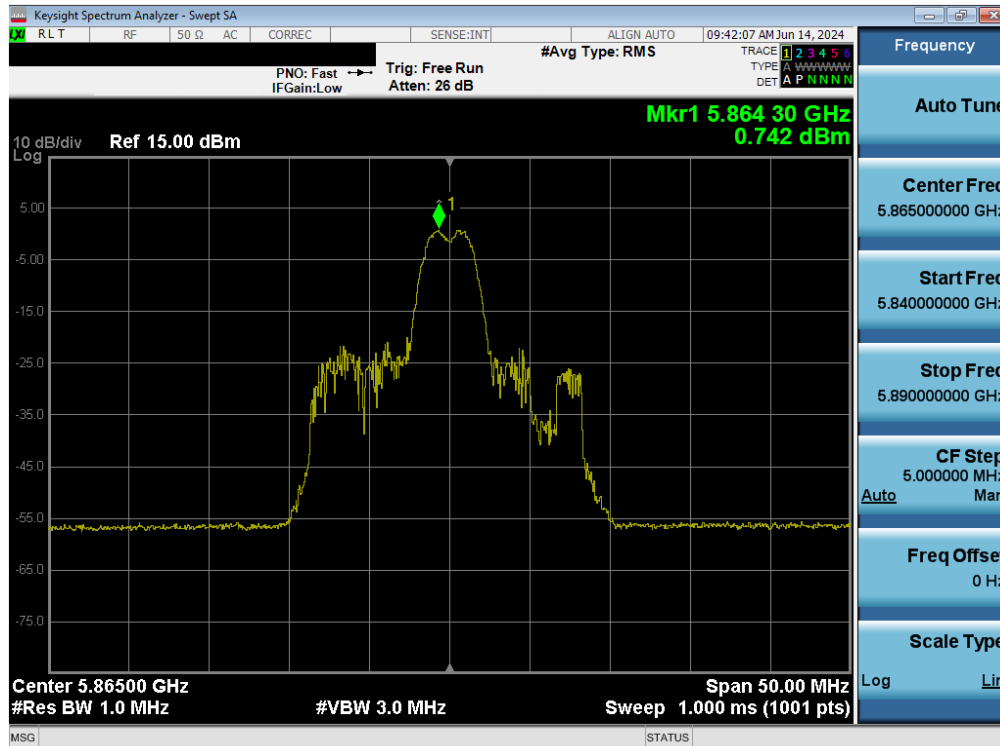 Keysight Spectrum Analyzer - Swept SA
LXI RLT RF 50 Ω AC CORREC SENSE:INT ALIGN AUTO 09:42:07 AM Jun 14, 2024
PNO: Fast
IFGain:Low
Trig: Free Run
Atten: 26 dB
#Avg Type: RMS
TRACE 1 2 3 4 5 6
TYPE A WWWWW
DET A P N N N N
Mkr1 5.864 30 GHz
0.742 dBm
10 dB/div Ref 15.00 dBm
Log
1
5.00
-5.00
-15.0
-25.0
-35.0
-45.0
-55.0
-65.0
-75.0
Center 5.86500 GHz Span 50.00 MHz
#Res BW 1.0 MHz #VBW 3.0 MHz Sweep 1.000 ms (1001 pts)
MSG STATUS
Frequency
Auto Tune
Center Freq
5.865000000 GHz
Start Freq
5.840000000 GHz
Stop Freq
5.890000000 GHz
CF Step
5.000000 MHz
Auto Man
Freq Offset
0 Hz
Scale Type
Log Lin